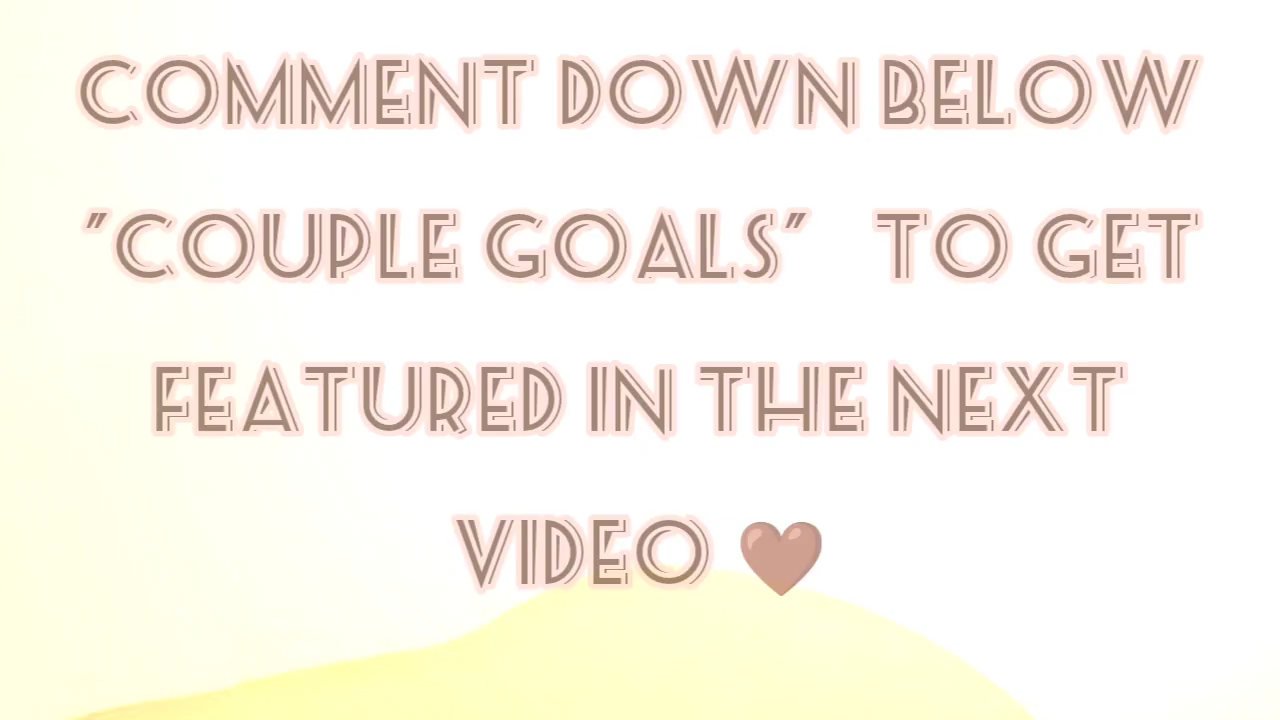 COMMENT DOWN BELOW
"COUPLE GOALS" TO GET
FEATURED IN THE NEXT
VIDEO 🤎